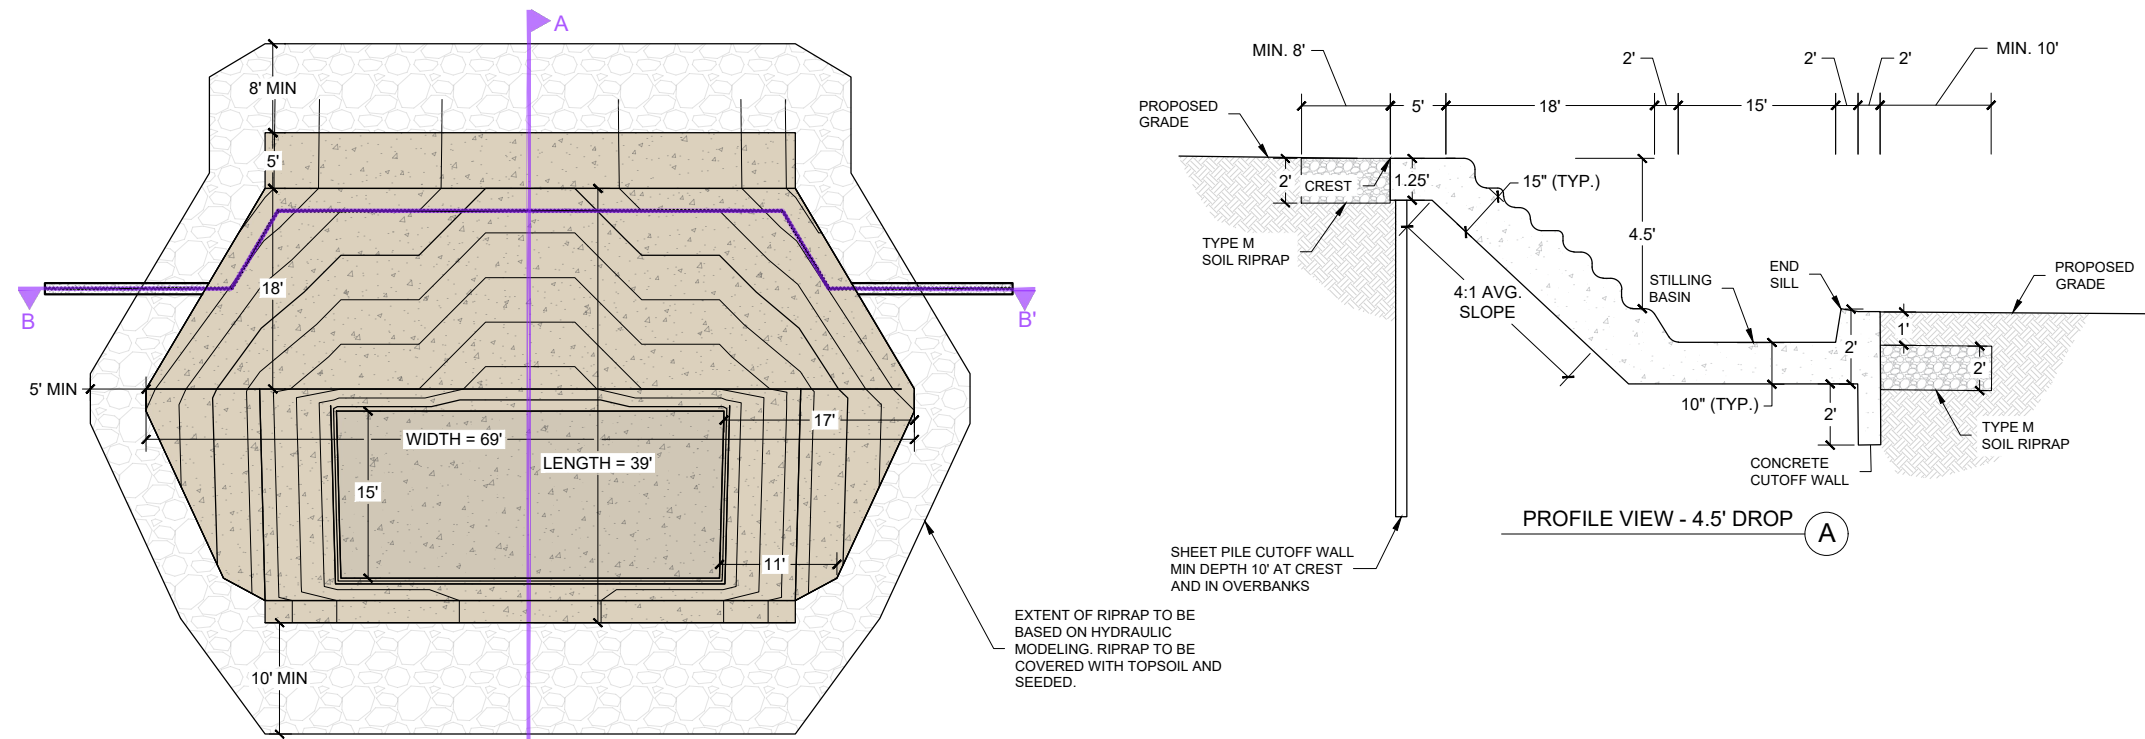 A
8' MIN
5'
18'
B
B'
5' MIN
17'
WIDTH = 69'
LENGTH = 39'
15'
11'
10' MIN
EXTENT OF RIPRAP TO BE
BASED ON HYDRAULIC
MODELING. RIPRAP TO BE
COVERED WITH TOPSOIL AND
SEEDED.
MIN. 8'
2'
2'
2'
MIN. 10'
5'
18'
15'
PROPOSED
GRADE
2'
CREST
1.25'
15" (TYP.)
TYPE M
SOIL RIPRAP
4.5'
4:1 AVG.
SLOPE
STILLING
BASIN
END
SILL
PROPOSED
GRADE
1'
2'
2'
10" (TYP.)
2'
TYPE M
SOIL RIPRAP
CONCRETE
CUTOFF WALL
SHEET PILE CUTOFF WALL
MIN DEPTH 10' AT CREST
AND IN OVERBANKS
PROFILE VIEW - 4.5' DROP
A